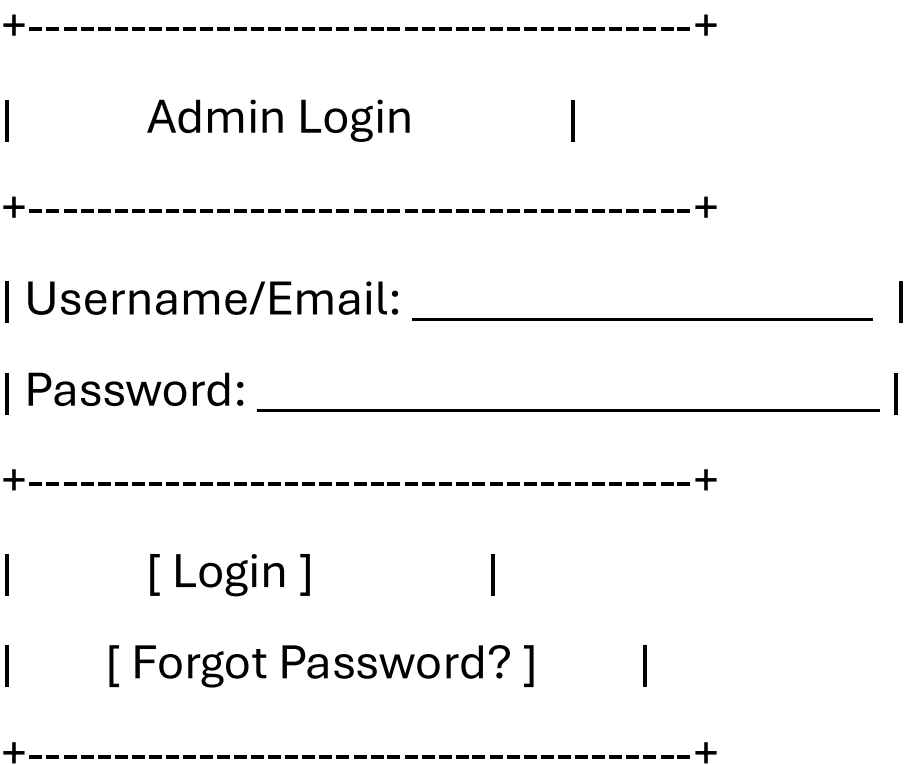 +--------------------------------------+
|          Admin Login            |
+--------------------------------------+
| Username/Email: ____________________ |
| Password: ___________________________ |
+--------------------------------------+
|          [ Login ]              |
|       [ Forgot Password? ]        |
+--------------------------------------+